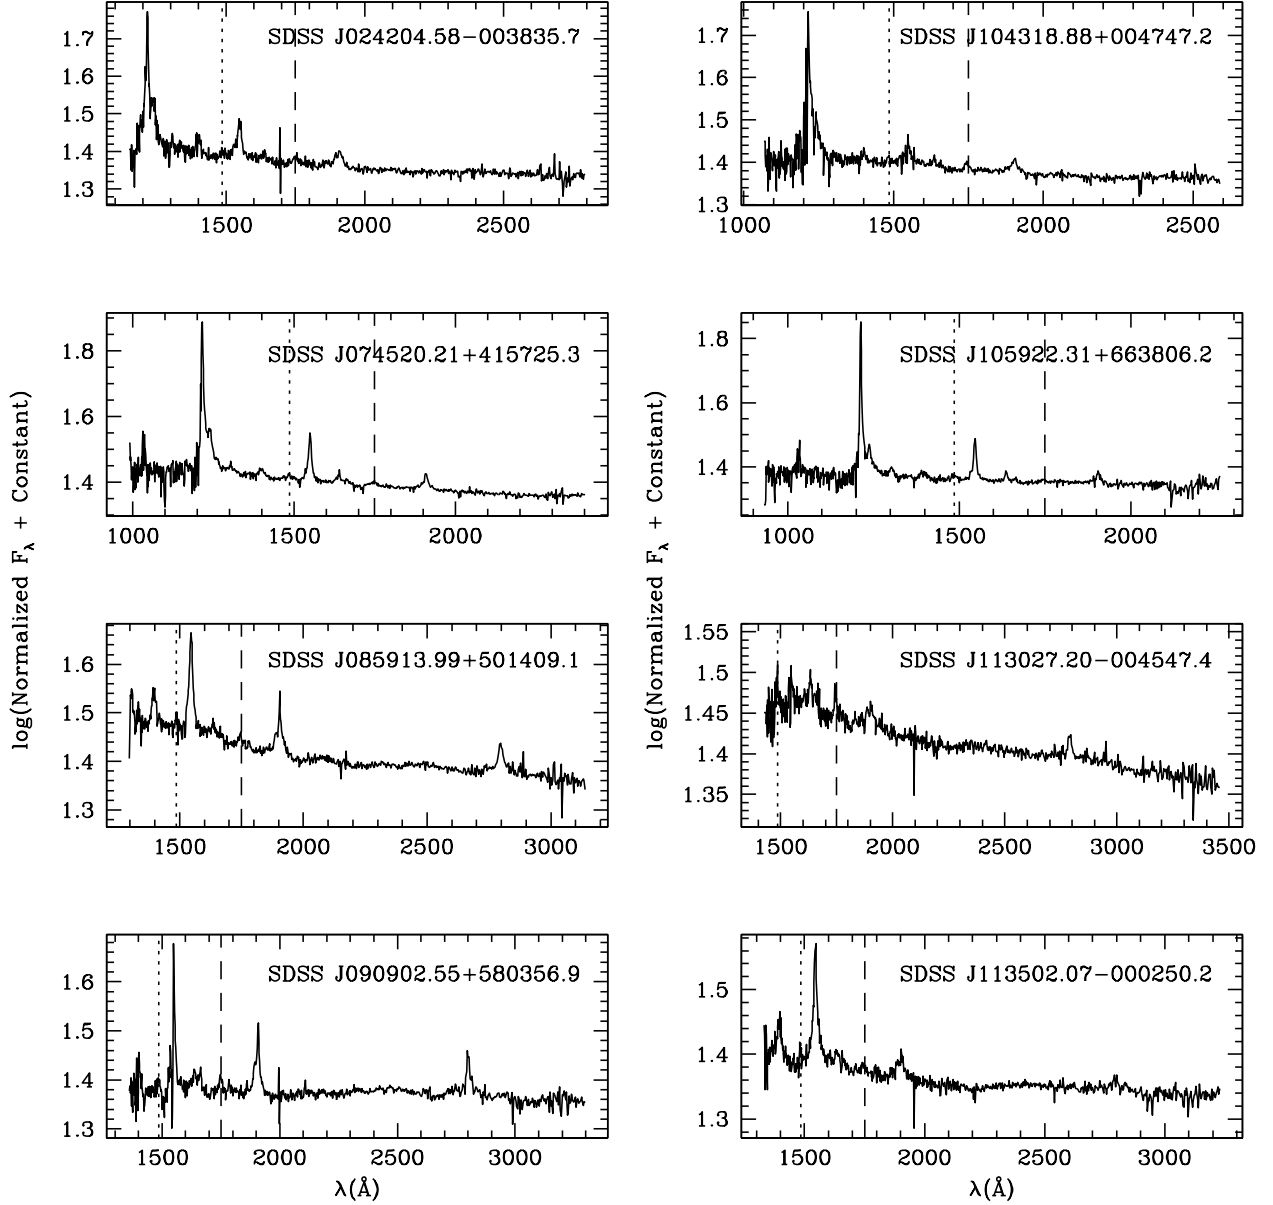 SDSS J024204.58−003835.7
1.7
1.6
1.5
1.4
1.3
1500 2000 2500
SDSS J104318.88+004747.2
1.7
1.6
1.5
1.4
1.3
1000 1500 2000 2500
SDSS J074520.21+415725.3
1.8
1.6
1.4
1000 1500 2000
SDSS J105922.31+663806.2
1.8
1.6
1.4
1000 1500 2000
log(Normalized Fλ + Constant)
log(Normalized Fλ + Constant)
SDSS J085913.99+501409.1
1.6
1.5
1.4
1.3
1500 2000 2500 3000
SDSS J113027.20−004547.4
1.55
1.5
1.45
1.4
1.35
1500 2000 2500 3000 3500
SDSS J090902.55+580356.9
1.6
1.5
1.4
1.3
1500 2000 2500 3000
λ(Å)
SDSS J113502.07−000250.2
1.5
1.4
1.3
1500 2000 2500 3000
λ(Å)